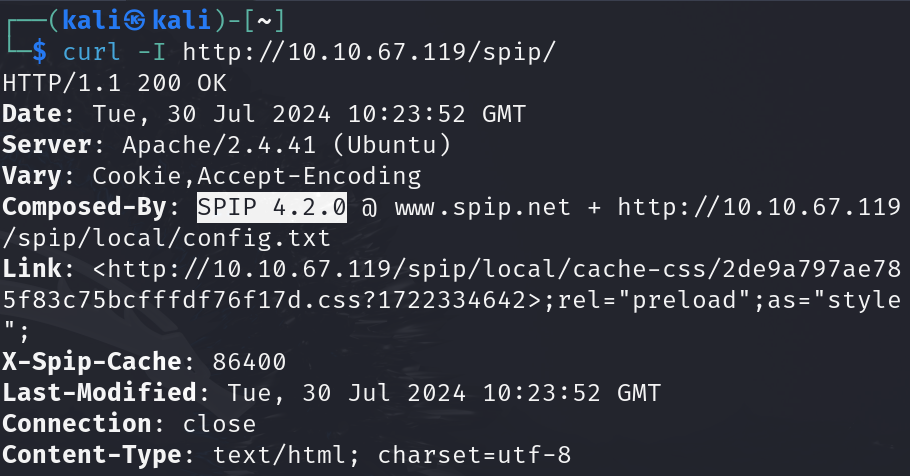 ┌──(kali㉿kali)-[~]
└─$ curl -I http://10.10.67.119/spip/
HTTP/1.1 200 OK
Date: Tue, 30 Jul 2024 10:23:52 GMT
Server: Apache/2.4.41 (Ubuntu)
Vary: Cookie,Accept-Encoding
Composed-By: SPIP 4.2.0 @ www.spip.net + http://10.10.67.119
/spip/local/config.txt
Link: <http://10.10.67.119/spip/local/cache-css/2de9a797ae78
5f83c75bcfffdf76f17d.css?1722334642>;rel="preload";as="style
";
X-Spip-Cache: 86400
Last-Modified: Tue, 30 Jul 2024 10:23:52 GMT
Connection: close
Content-Type: text/html; charset=utf-8